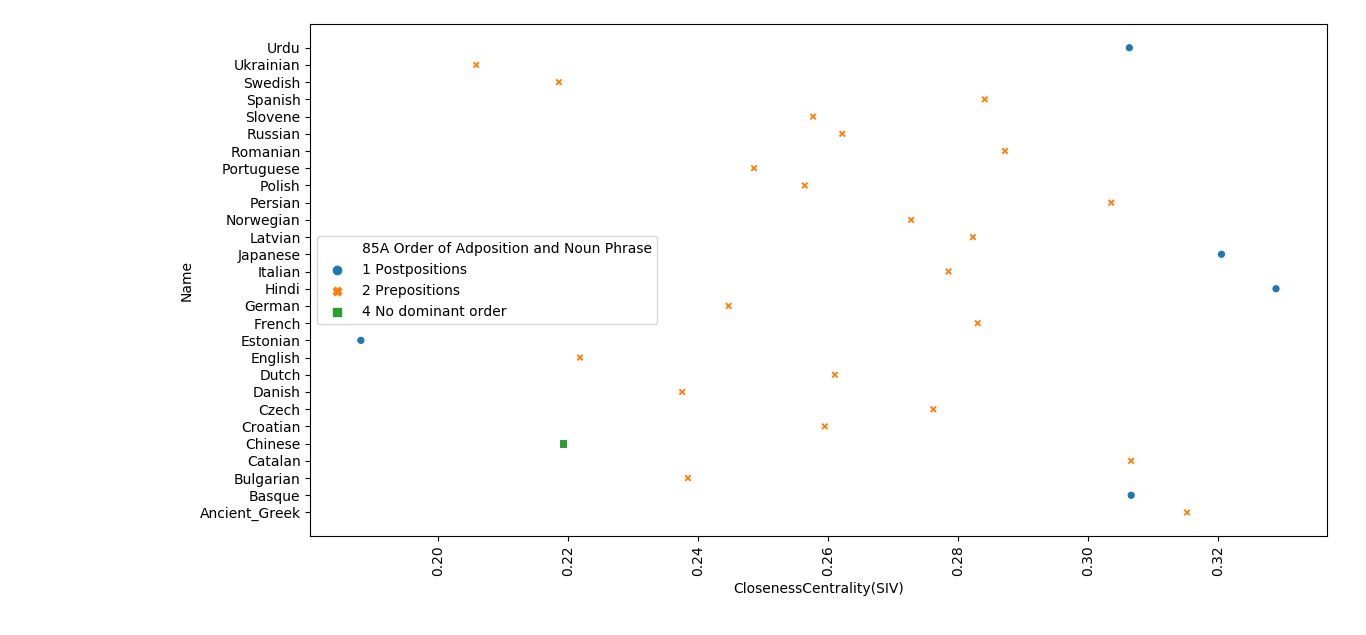 Urdu
Ukrainian
Swedish
Spanish
Slovene
Russian
Romanian
Portuguese
Polish
Persian
Norwegian
Latvian
Japanese
Italian
Hindi
German
French
Estonian
English
Dutch
Danish
Czech
Croatian
Chinese
Catalan
Bulgarian
Basque
Ancient_Greek
Name
85A Order of Adposition and Noun Phrase
1 Postpositions
2 Prepositions
4 No dominant order
0.20
0.22
0.24
0.26
0.28
0.30
0.32
ClosenessCentrality(SIV)